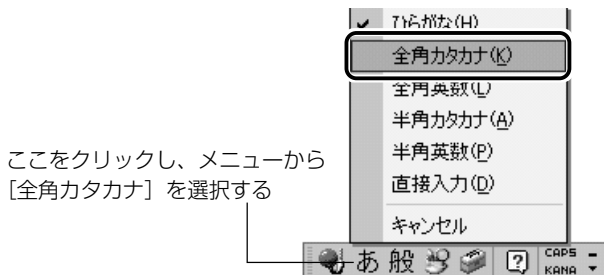 ひらがな(H)
全角カタカナ(K)
全角英数(L)
半角カタカナ(A)
半角英数(P)
直接入力(D)
キャンセル
ここをクリックし、メニューから
［全角カタカナ］を選択する
あ 般 ? CAPS
KANA